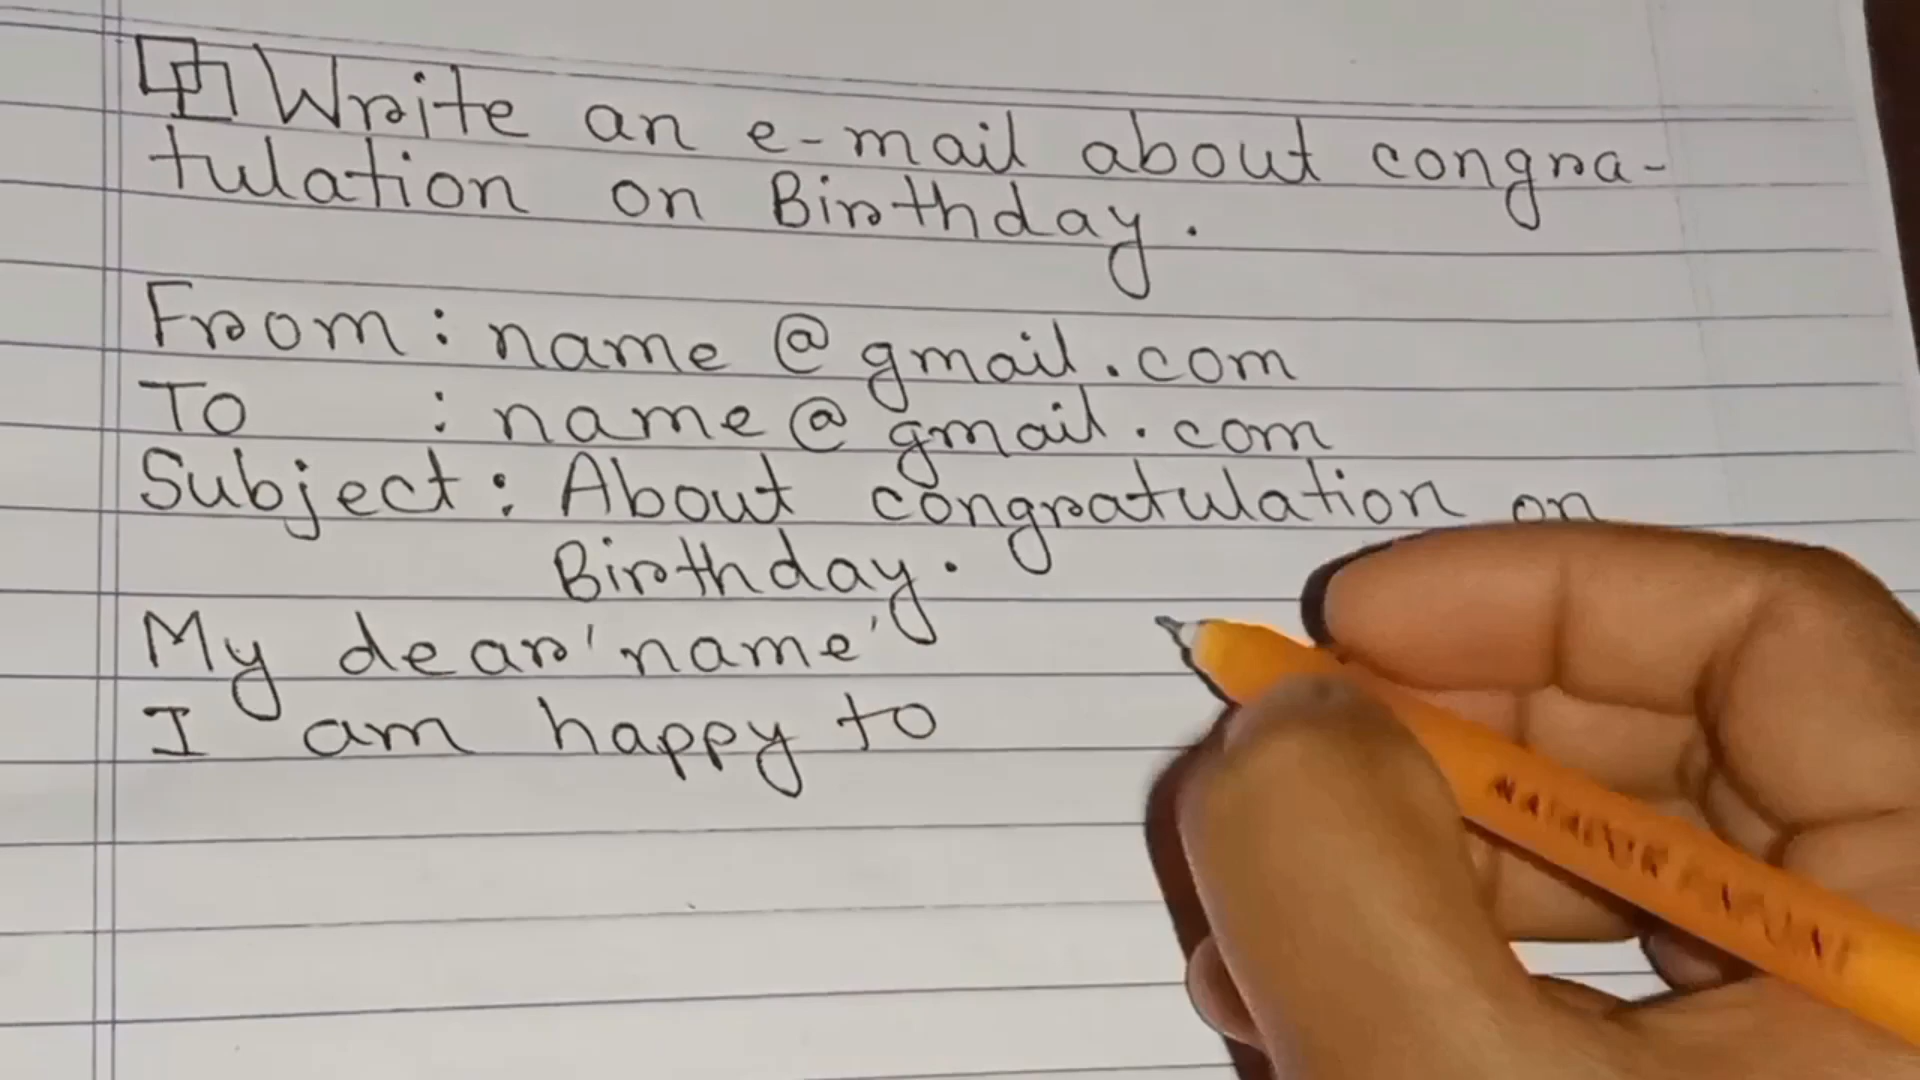 Write an e-mail about congra-
tulation on Birthday.
From : name @ gmail.com
To : name @ gmail.com
Subject : About congratulation on
Birthday.
My dear 'name'
I am happy to